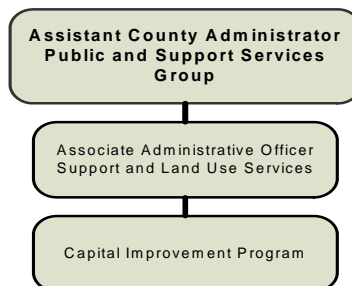 Assistant County Administrator
Public and Support Services
Group
Associate Administrative Officer
Support and Land Use Services
Capital Improvement Program